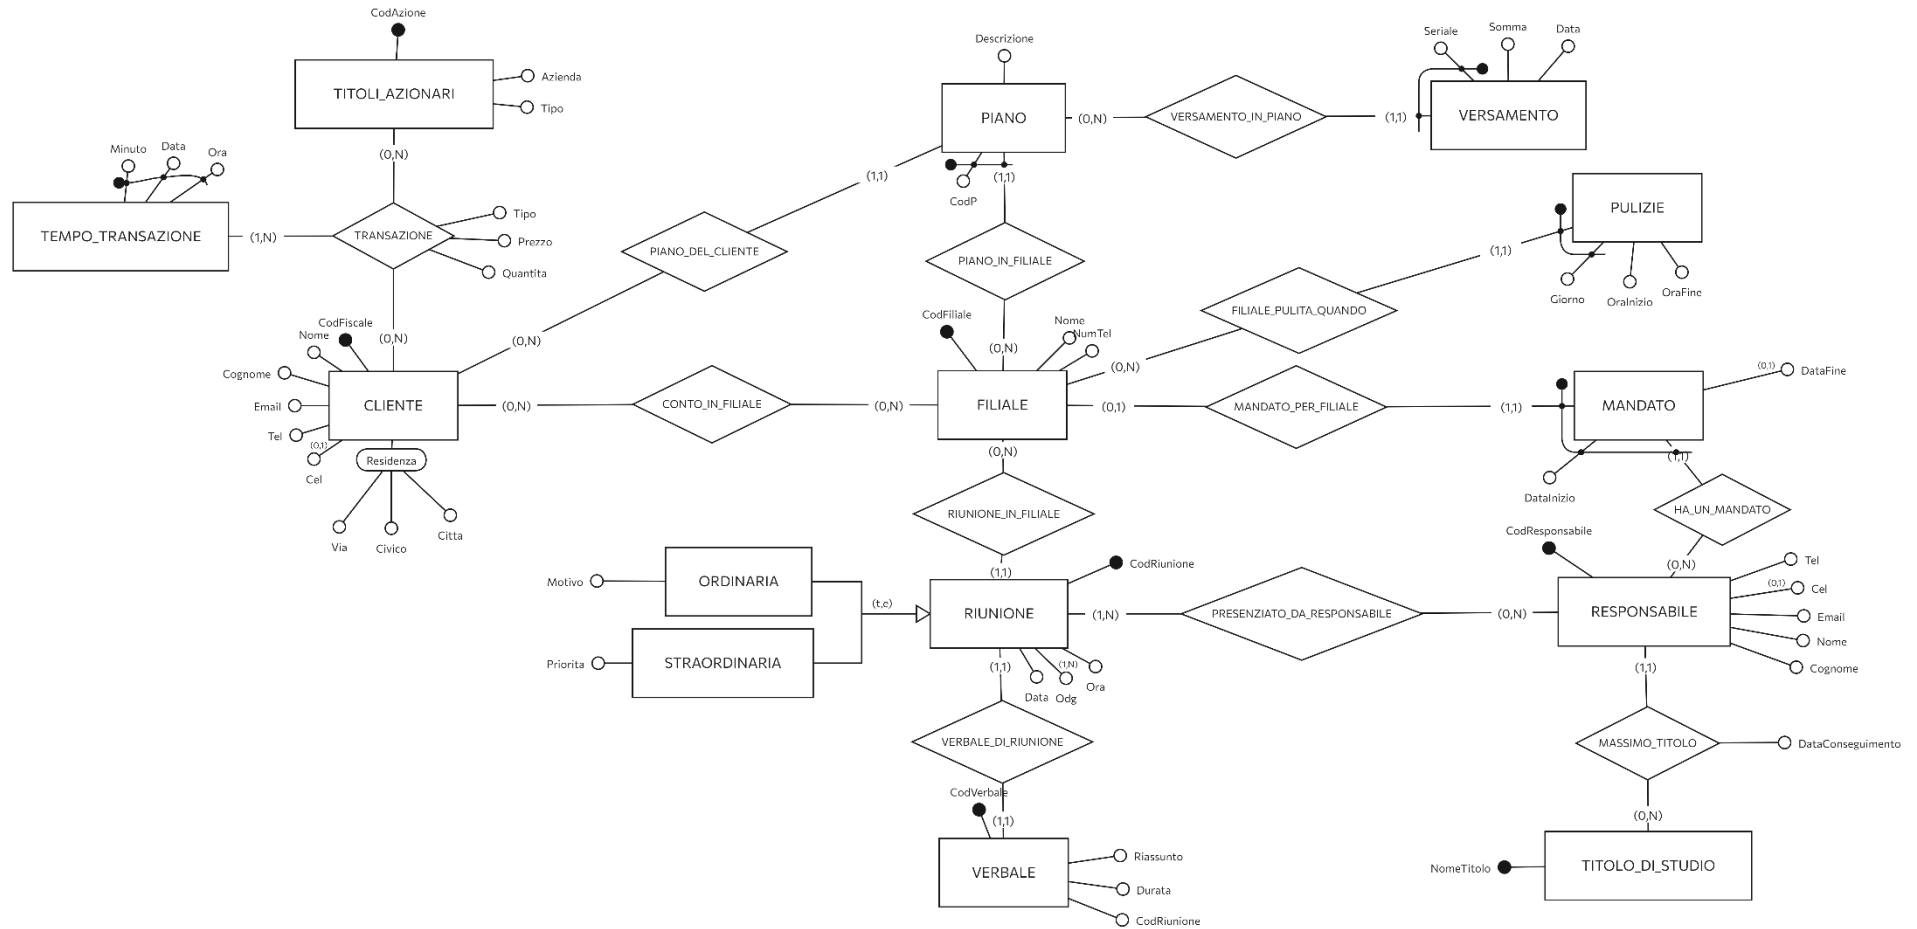 CodAzione
TITOLI_AZIONARI
Azienda
Tipo
(0,N)
Minuto
Data
Ora
TEMPO_TRANSAZIONE
(1,N)
TRANSAZIONE
Tipo
Prezzo
Quantita
(0,N)
Descrizione
PIANO
(0,N)
VERSAMENTO_IN_PIANO
(1,1)
Seriale
Somma
Data
VERSAMENTO
CodP
(1,1)
(1,1)
PIANO_DEL_CLIENTE
(0,N)
PIANO_IN_FILIALE
(0,N)
PULIZIE
Giorno
OraInizio
OraFine
(1,1)
FILIALE_PULITA_QUANDO
(0,N)
CodFiscale
Nome
Cognome
Email
Tel
(0,1)
Cel
CLIENTE
Residenza
Via
Civico
Citta
(0,N)
CONTO_IN_FILIALE
(0,N)
CodFiliale
Nome
NumTel
FILIALE
(0,1)
MANDATO_PER_FILIALE
(1,1)
MANDATO
(0,1)
DataFine
DataInizio
(1,1)
HA_UN_MANDATO
(0,N)
(0,N)
RIUNIONE_IN_FILIALE
(1,1)
Motivo
ORDINARIA
Priorita
STRAORDINARIA
(t,e)
RIUNIONE
CodRiunione
Data
(1,N)
Odg
Ora
(1,N)
PRESENZIATO_DA_RESPONSABILE
(0,N)
CodResponsabile
RESPONSABILE
Tel
(0,1)
Cel
Email
Nome
Cognome
(1,1)
VERBALE_DI_RIUNIONE
(1,1)
CodVerbale
VERBALE
Riassunto
Durata
CodRiunione
(1,1)
MASSIMO_TITOLO
DataConseguimento
(0,N)
NomeTitolo
TITOLO_DI_STUDIO